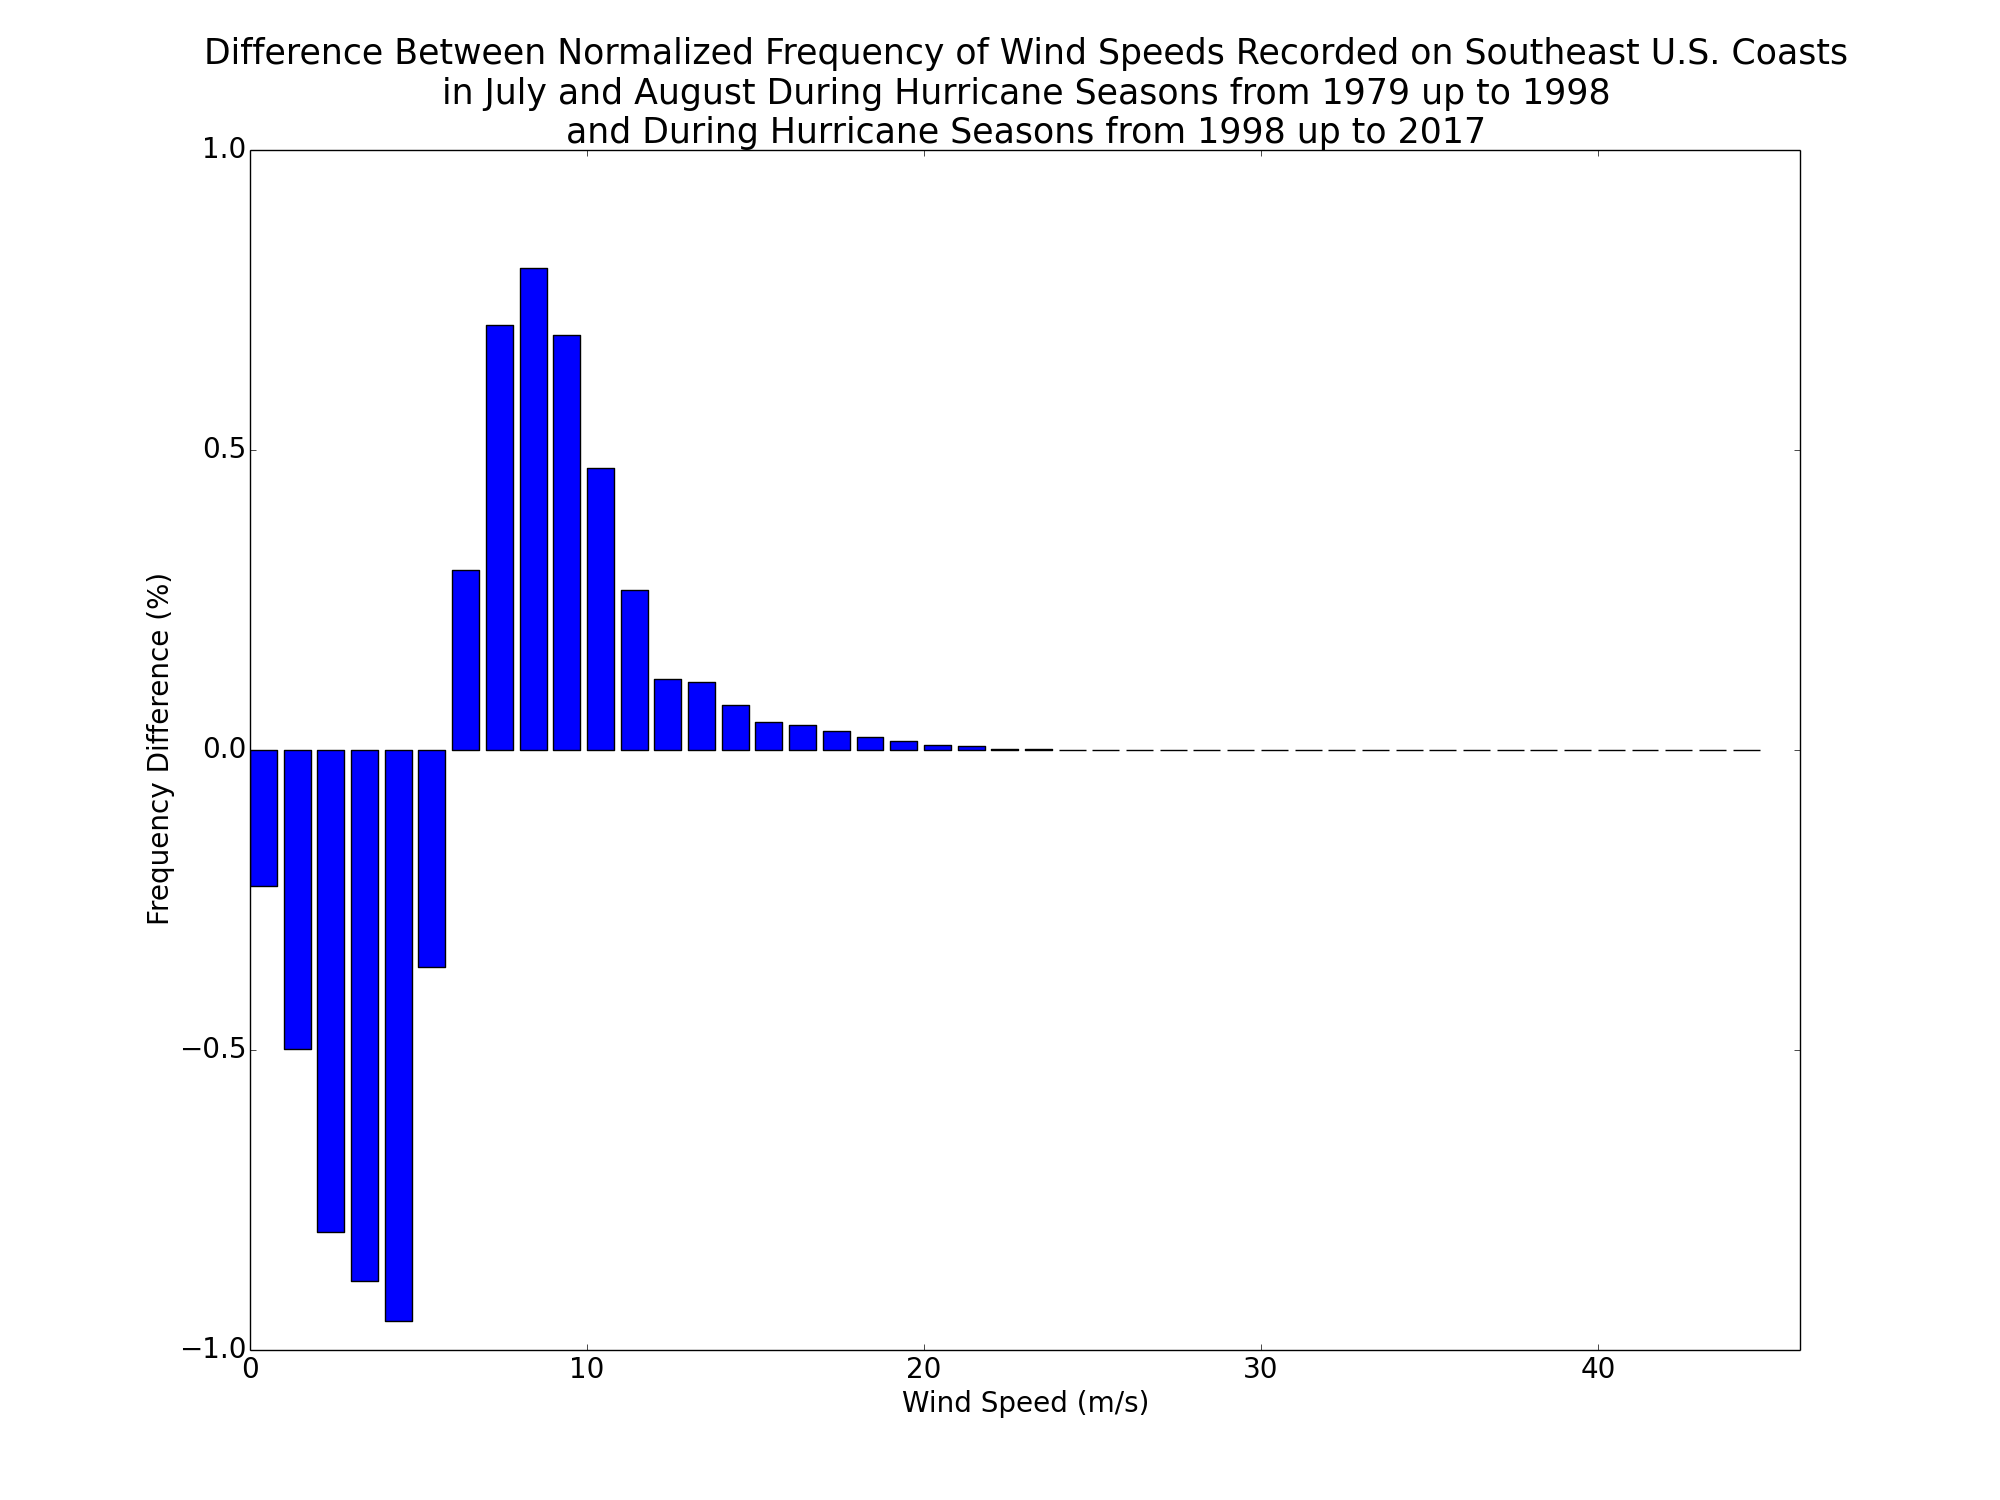 Difference Between Normalized Frequency of Wind Speeds Recorded on Southeast U.S. Coasts
in July and August During Hurricane Seasons from 1979 up to 1998
and During Hurricane Seasons from 1998 up to 2017
1.0
0.5
0.0
−0.5
−1.0
Frequency Difference (%)
0 10 20 30 40
Wind Speed (m/s)